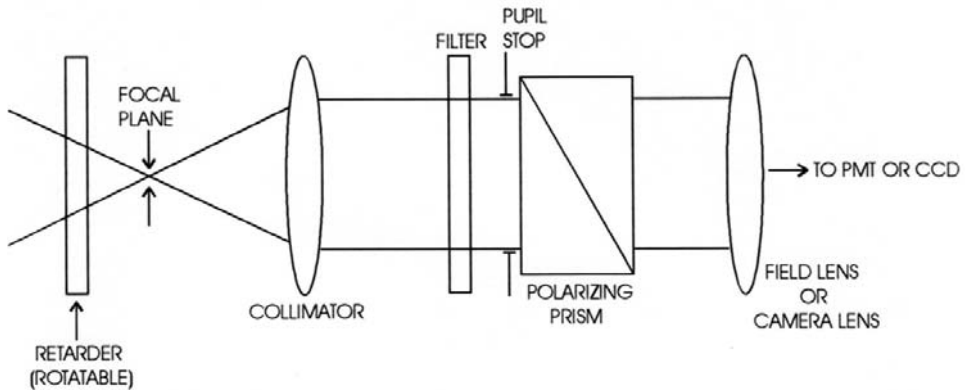 PUPIL
STOP
FILTER
FOCAL
PLANE
TO PMT OR CCD
COLLIMATOR
POLARIZING
PRISM
FIELD LENS
OR
CAMERA LENS
RETARDER
(ROTATABLE)